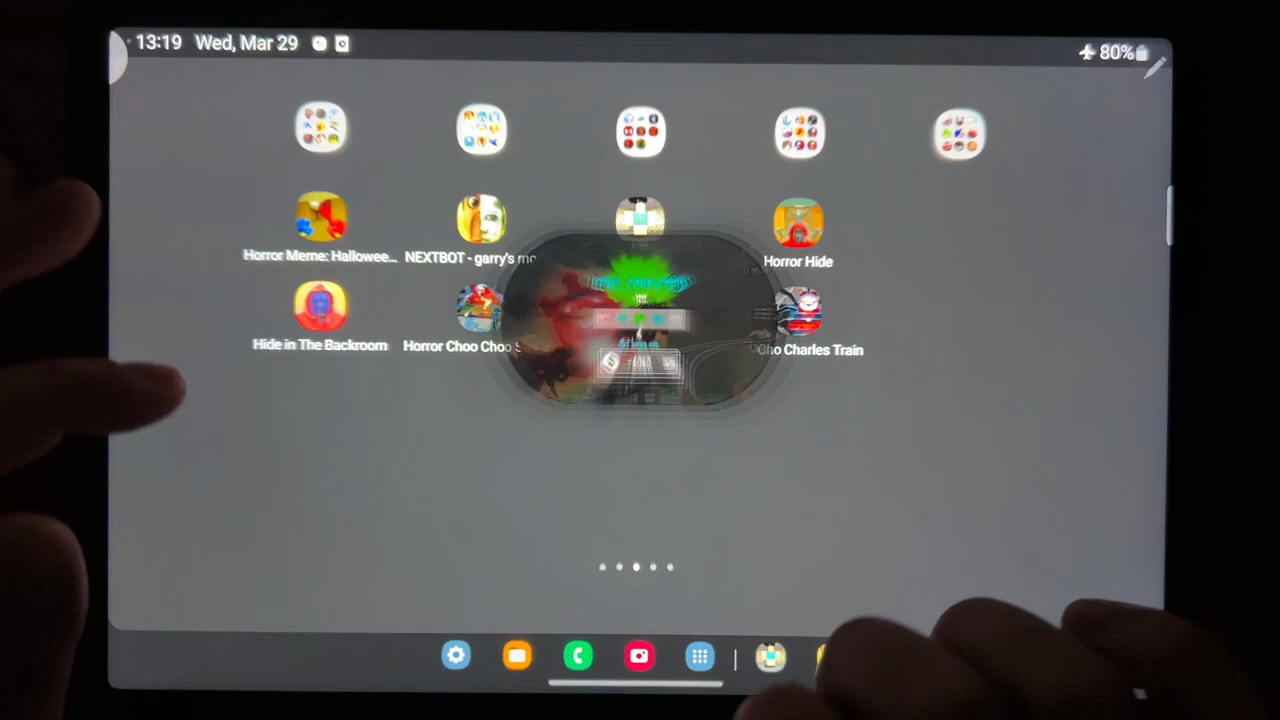 13:19 Wed, Mar 29
80%
Horror Meme: Hallowee...
NEXTBOT - garry's mo
Horror Hide
Hide in The Backroom
Horror Choo Choo
Cho Charles Train